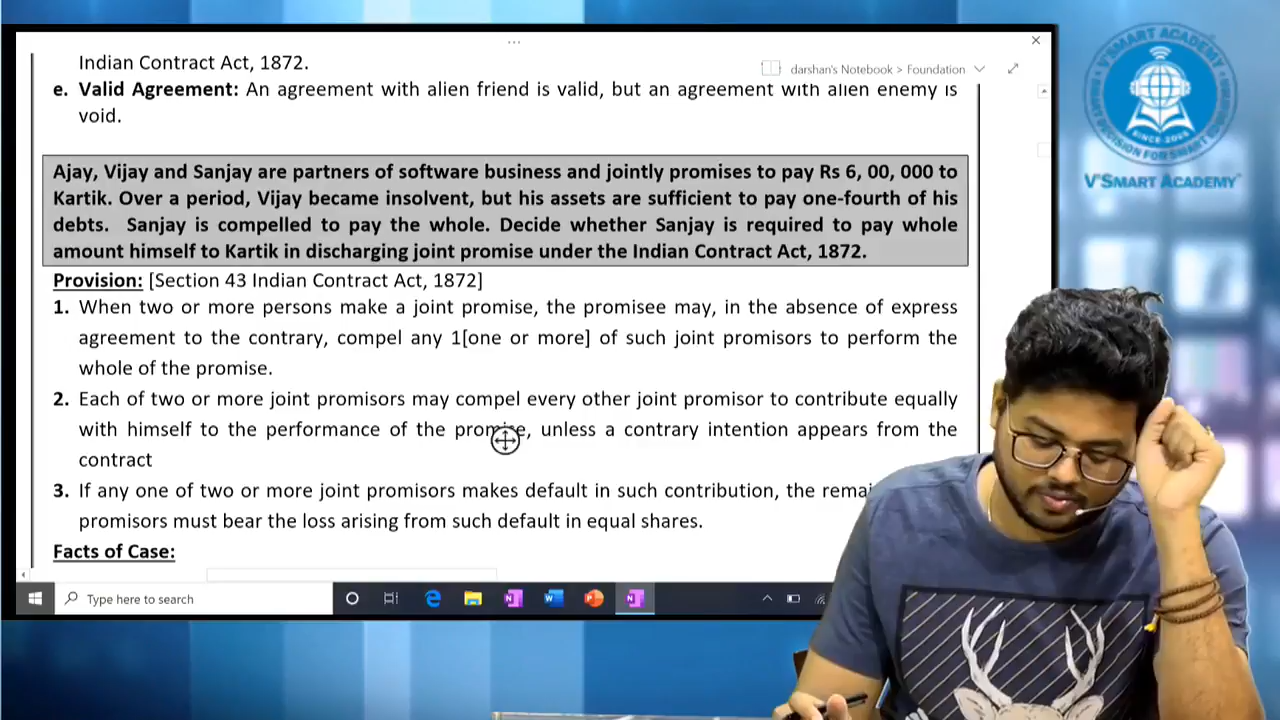 ...
Indian Contract Act, 1872.
darshan's Notebook > Foundation
e. Valid Agreement: An agreement with alien friend is valid, but an agreement with alien enemy is
void.
Ajay, Vijay and Sanjay are partners of software business and jointly promises to pay Rs 6, 00, 000 to
Kartik. Over a period, Vijay became insolvent, but his assets are sufficient to pay one-fourth of his
debts. Sanjay is compelled to pay the whole. Decide whether Sanjay is required to pay whole
amount himself to Kartik in discharging joint promise under the Indian Contract Act, 1872.
Provision: [Section 43 Indian Contract Act, 1872]
1. When two or more persons make a joint promise, the promisee may, in the absence of express
agreement to the contrary, compel any 1[one or more] of such joint promisors to perform the
whole of the promise.
2. Each of two or more joint promisors may compel every other joint promisor to contribute equally
with himself to the performance of the promise, unless a contrary intention appears from the
contract
3. If any one of two or more joint promisors makes default in such contribution, the remai
promisors must bear the loss arising from such default in equal shares.
Facts of Case:
Type here to search
V'SMART ACADEMY
SINCE 2005
V'SMART ACADEMY